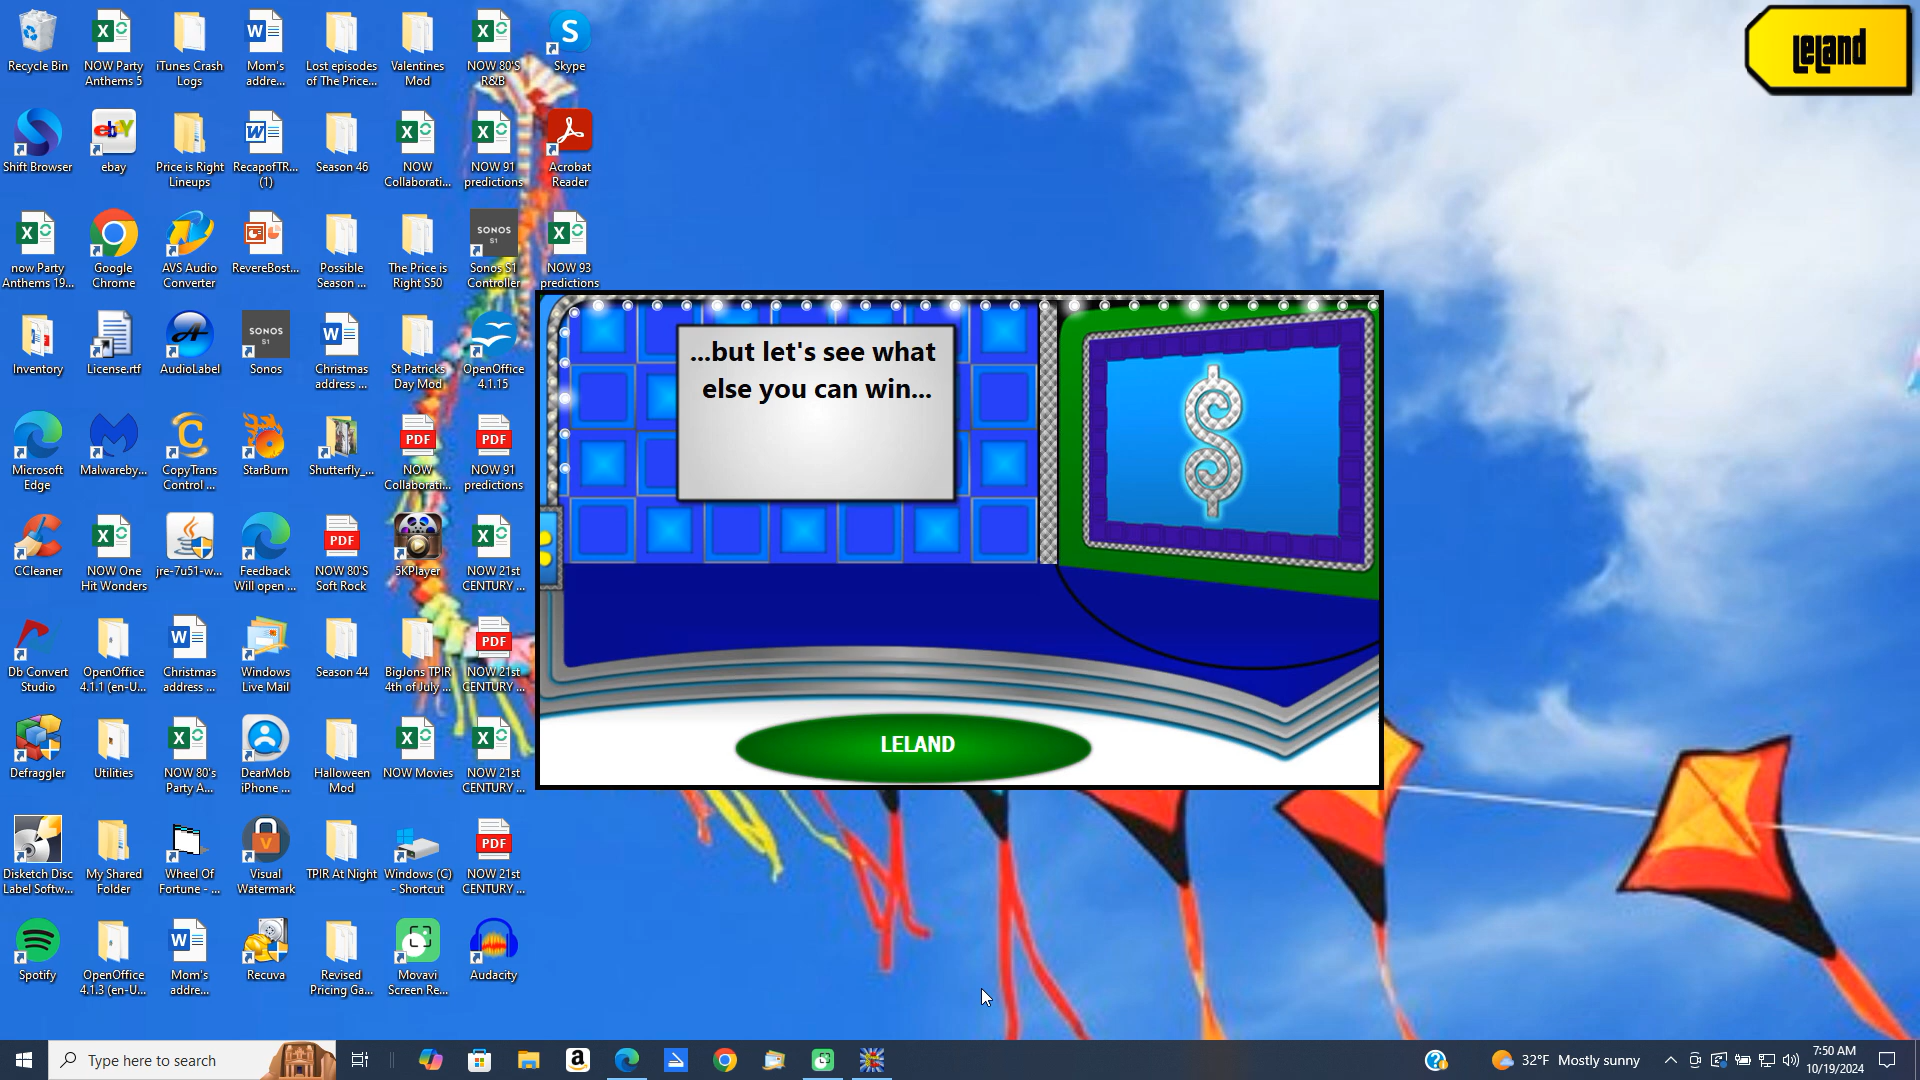 Recycle Bin
NOW Party
Anthems 5
iTunes Crash
Logs
Mom's
addre...
Lost episodes
of The Price...
Valentines
Mod
NOW 80'S
R&B
Skype
Leland
Shift Browser
ebay
Price is Right
Lineups
RecapofTR...
(1)
Season 46
NOW
Collaborati...
NOW 91
predictions
Acrobat
Reader
now Party
Anthems 19...
Google
Chrome
AVS Audio
Converter
RevereBost...
Possible
Season ...
The Price is
Right S50
SONOS
S1
Sonos S1
Controller
NOW 93
predictions
Inventory
License.rtf
AudioLabel
SONOS
S1
Sonos
Christmas
address ...
St Patricks
Day Mod
OpenOffice
4.1.15
...but let's see what
else you can win...
Microsoft
Edge
Malwareby...
CopyTrans
Control ...
StarBurn
Shutterfly_...
PDF
NOW
Collaborati...
PDF
NOW 91
predictions
CCleaner
NOW One
Hit Wonders
jre-7u51-w...
Feedback
Will open ...
PDF
NOW 80'S
Soft Rock
5KPlayer
NOW 21st
CENTURY ...
Db Convert
Studio
OpenOffice
4.1.1 (en-U...
Christmas
address ...
Windows
Live Mail
Season 44
BigJons TPIR
4th of July ...
PDF
NOW 21st
CENTURY ...
LELAND
Defraggler
Utilities
NOW 80's
Party A...
DearMob
iPhone ...
Halloween
Mod
NOW Movies
NOW 21st
CENTURY ...
Disketch Disc
Label Softw...
My Shared
Folder
Wheel Of
Fortune - ...
Visual
Watermark
TPIR At Night
Windows (C)
- Shortcut
PDF
NOW 21st
CENTURY ...
Spotify
OpenOffice
4.1.3 (en-U...
Mom's
addre...
Recuva
Revised
Pricing Ga...
Movavi
Screen Re...
Audacity
Type here to search
32°F Mostly sunny
7:50 AM
10/19/2024